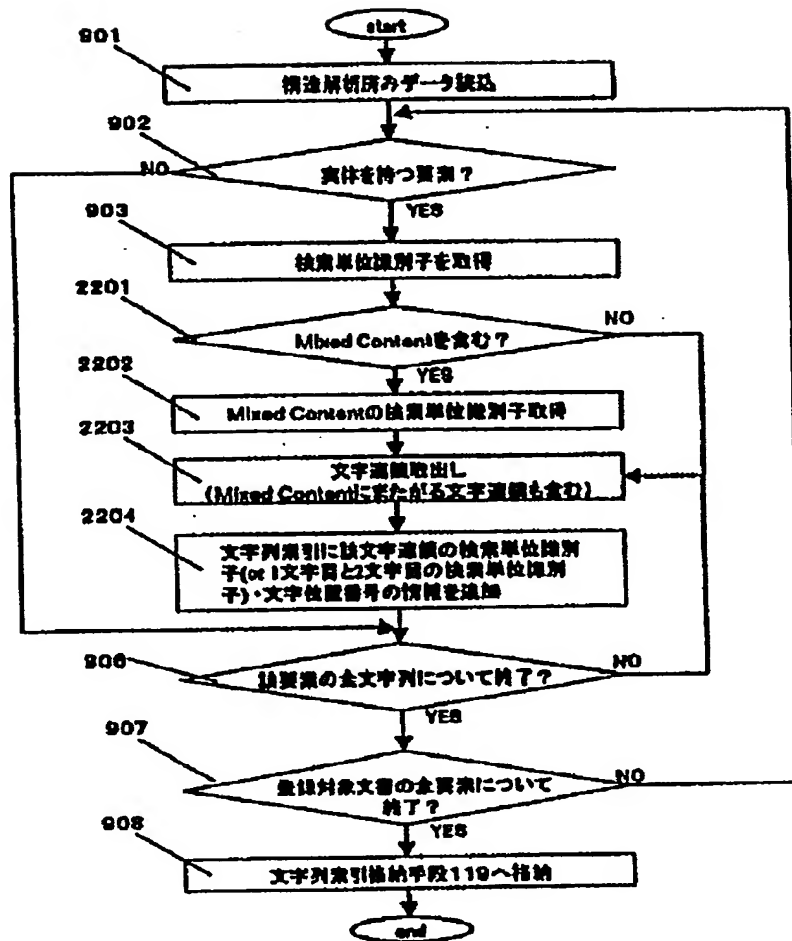 start
901
構造解析済みデータ読込
902
NO
実体を持つ要素？
YES
903
検索単位識別子を取得
2201
NO
Mixed Contentを含む？
YES
2202
Mixed Contentの検索単位識別子取得
2203
文字連鎖取出し
(Mixed Contentにまたがる文字連鎖も含む)
2204
文字列索引に該文字連鎖の検索単位識別
子(or 1文字目と2文字目の検索単位識別
子)・文字位置番号の情報を追加
906
NO
該要素の全文字列について終了？
YES
907
NO
登録対象文書の全要素について
終了？
YES
908
文字列索引格納手段119へ格納
end